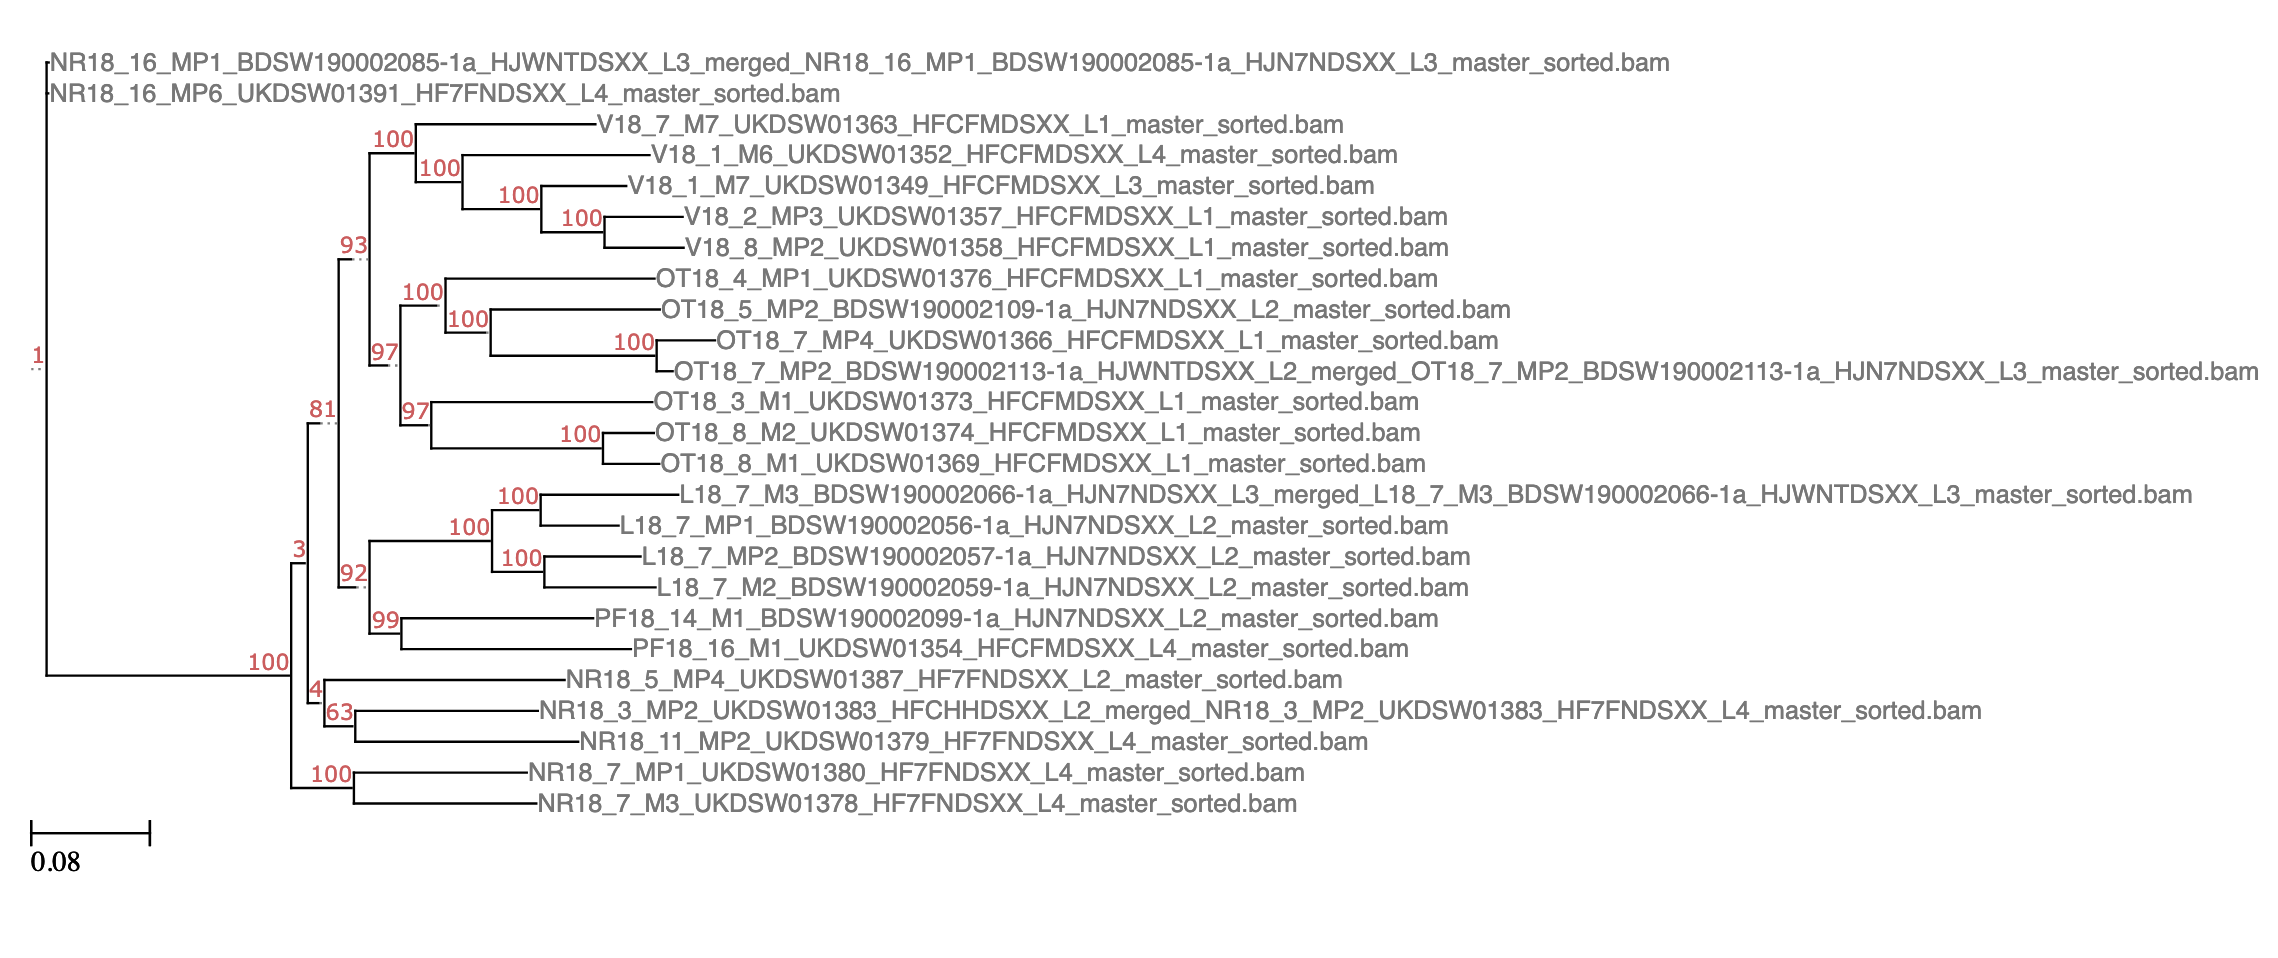 NR18_16_MP1_BDSW190002085-1a_HJWNTDSXX_L3_merged_NR18_16_MP1_BDSW190002085-1a_HJN7NDSXX_L3_master_sorted.bam
NR18_16_MP6_UKDSW01391_HF7FNDSXX_L4_master_sorted.bam
V18_7_M7_UKDSW01363_HFCFMDSXX_L1_master_sorted.bam
100
V18_1_M6_UKDSW01352_HFCFMDSXX_L4_master_sorted.bam
100
V18_1_M7_UKDSW01349_HFCFMDSXX_L3_master_sorted.bam
100
V18_2_MP3_UKDSW01357_HFCFMDSXX_L1_master_sorted.bam
100
V18_8_MP2_UKDSW01358_HFCFMDSXX_L1_master_sorted.bam
93
OT18_4_MP1_UKDSW01376_HFCFMDSXX_L1_master_sorted.bam
100
OT18_5_MP2_BDSW190002109-1a_HJN7NDSXX_L2_master_sorted.bam
100
OT18_7_MP4_UKDSW01366_HFCFMDSXX_L1_master_sorted.bam
100
97
1
OT18_7_MP2_BDSW190002113-1a_HJWNTDSXX_L2_merged_OT18_7_MP2_BDSW190002113-1a_HJN7NDSXX_L3_master_sorted.bam
OT18_3_M1_UKDSW01373_HFCFMDSXX_L1_master_sorted.bam
81
97
OT18_8_M2_UKDSW01374_HFCFMDSXX_L1_master_sorted.bam
100
OT18_8_M1_UKDSW01369_HFCFMDSXX_L1_master_sorted.bam
L18_7_M3_BDSW190002066-1a_HJN7NDSXX_L3_merged_L18_7_M3_BDSW190002066-1a_HJWNTDSXX_L3_master_sorted.bam
100
L18_7_MP1_BDSW190002056-1a_HJN7NDSXX_L2_master_sorted.bam
100
3
L18_7_MP2_BDSW190002057-1a_HJN7NDSXX_L2_master_sorted.bam
100
92
L18_7_M2_BDSW190002059-1a_HJN7NDSXX_L2_master_sorted.bam
PF18_14_M1_BDSW190002099-1a_HJN7NDSXX_L2_master_sorted.bam
99
PF18_16_M1_UKDSW01354_HFCFMDSXX_L4_master_sorted.bam
100
NR18_5_MP4_UKDSW01387_HF7FNDSXX_L2_master_sorted.bam
4
NR18_3_MP2_UKDSW01383_HFCHHDSXX_L2_merged_NR18_3_MP2_UKDSW01383_HF7FNDSXX_L4_master_sorted.bam
63
NR18_11_MP2_UKDSW01379_HF7FNDSXX_L4_master_sorted.bam
NR18_7_MP1_UKDSW01380_HF7FNDSXX_L4_master_sorted.bam
100
NR18_7_M3_UKDSW01378_HF7FNDSXX_L4_master_sorted.bam
0.08